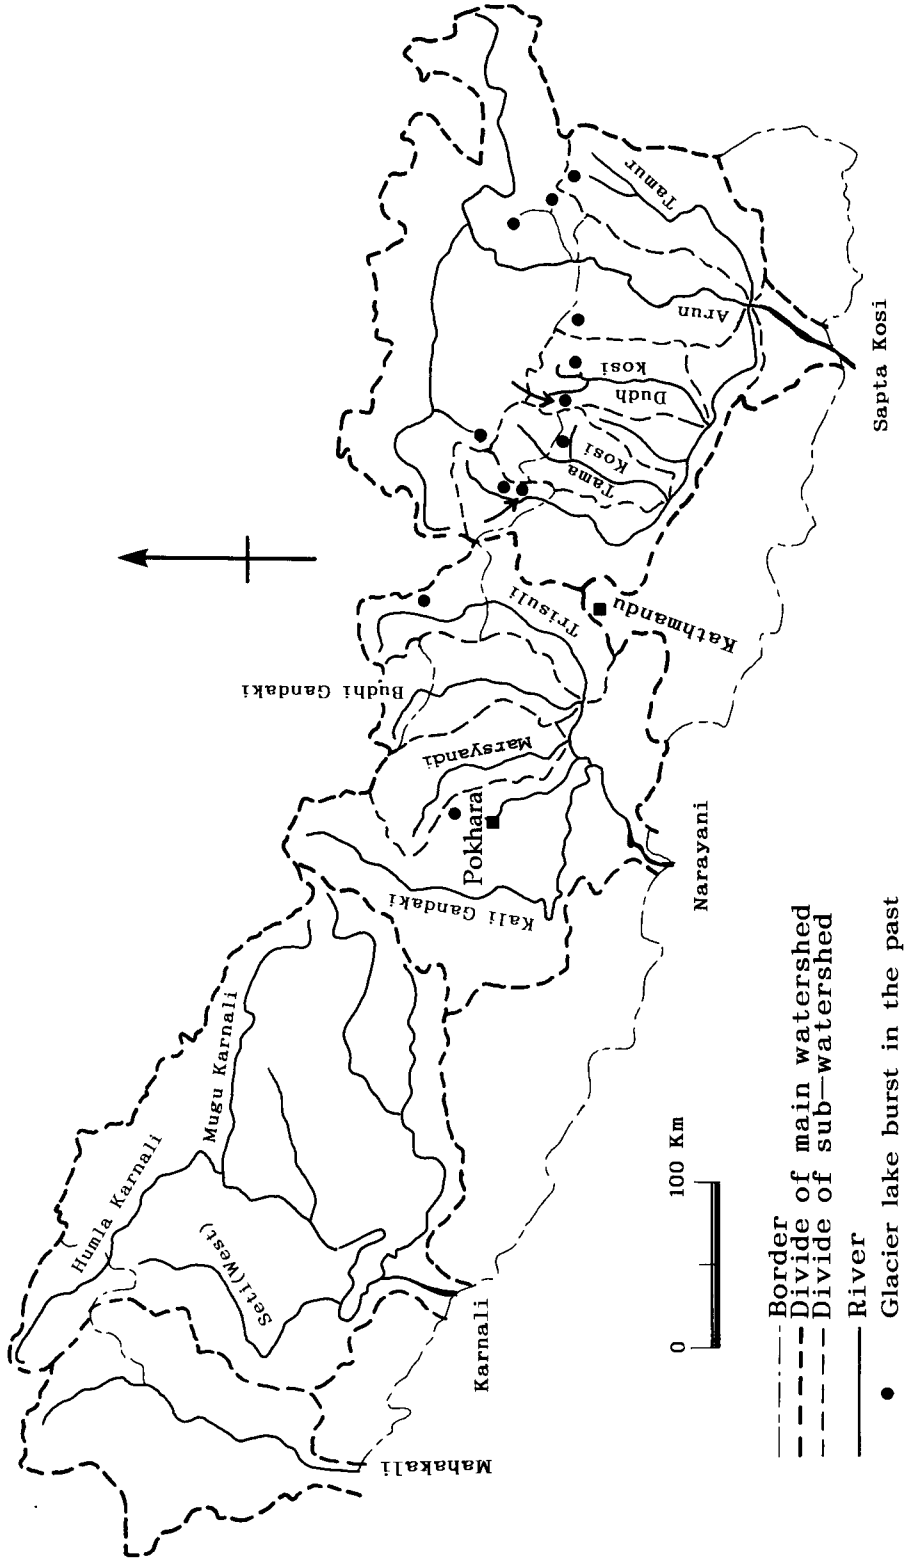 Mahakali
Karnali
Seti(West)
Humla Karnali
Mugu Karnali
Kali Gandaki
Narayani
Pokhara
Marsyandi
Budhi Gandaki
Trisuli
Kathmandu
Tama
Kosi
Dudh
Kosi
Arun
Tamur
Sapta Kosi
0
100 Km
Border
Divide of main watershed
Divide of sub-watershed
River
Glacier lake burst in the past